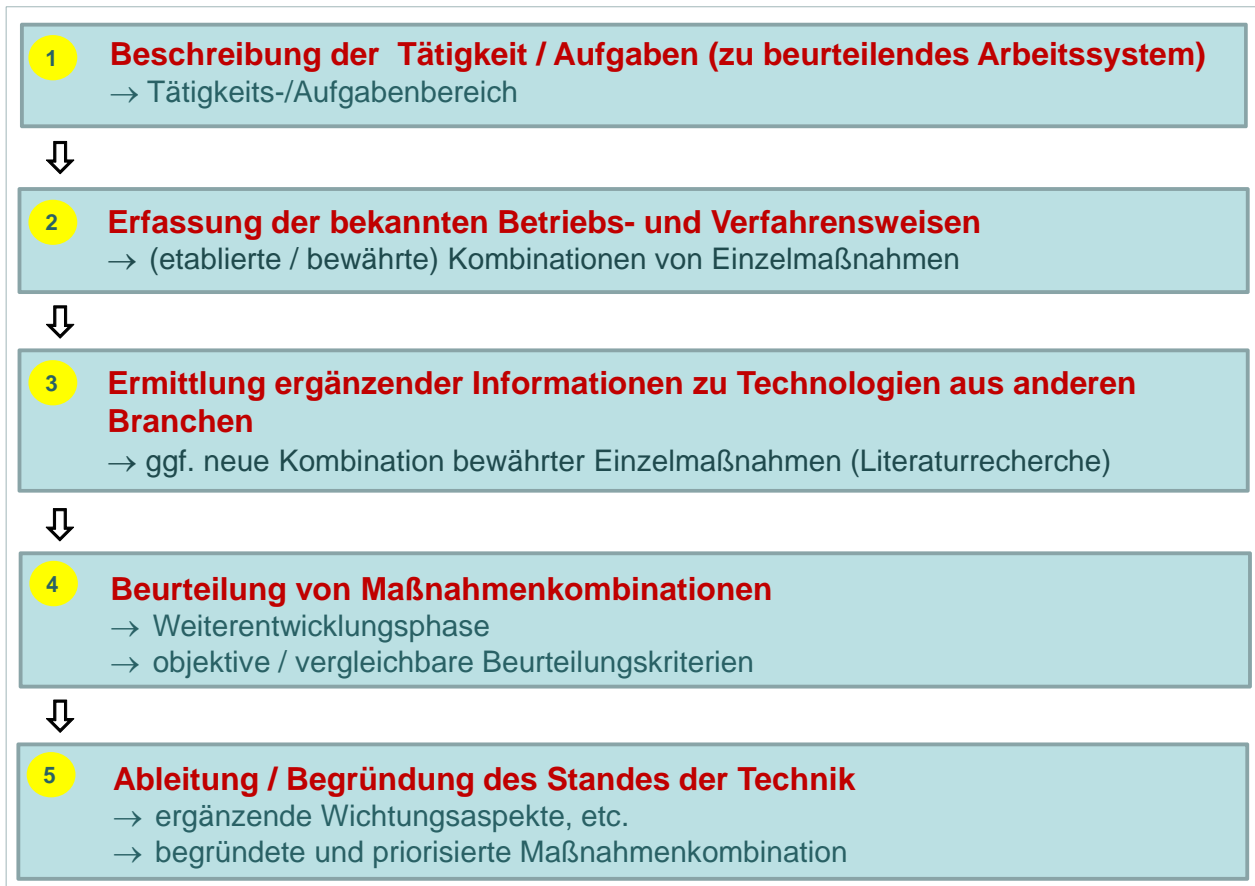 1
Beschreibung der Tätigkeit / Aufgaben (zu beurteilendes Arbeitssystem)
→ Tätigkeits-/Aufgabenbereich
2
Erfassung der bekannten Betriebs- und Verfahrensweisen
→ (etablierte / bewährte) Kombinationen von Einzelmaßnahmen
3
Ermittlung ergänzender Informationen zu Technologien aus anderen
Branchen
→ ggf. neue Kombination bewährter Einzelmaßnahmen (Literaturrecherche)
4
Beurteilung von Maßnahmenkombinationen
→ Weiterentwicklungsphase
→ objektive / vergleichbare Beurteilungskriterien
5
Ableitung / Begründung des Standes der Technik
→ ergänzende Wichtungsaspekte, etc.
→ begründete und priorisierte Maßnahmenkombination